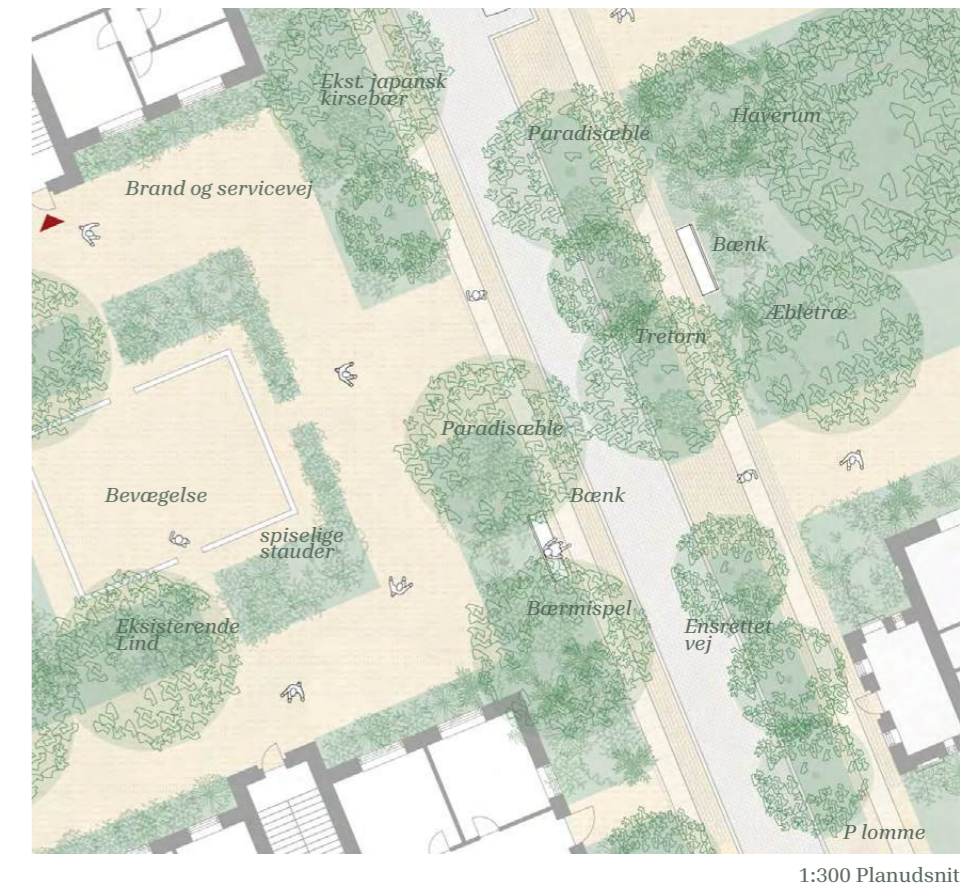 Ekst. japansk
kirsebær
Haverum
Paradisæble
Brand og servicevej
Bænk
Æbletræ
Tretorn
Paradisæble
Bevægelse
Bænk
spiselige
stauder
Bærmispel
Eksisterende
Lind
Ensrettet
vej
P lomme
1:300 Planudsnit